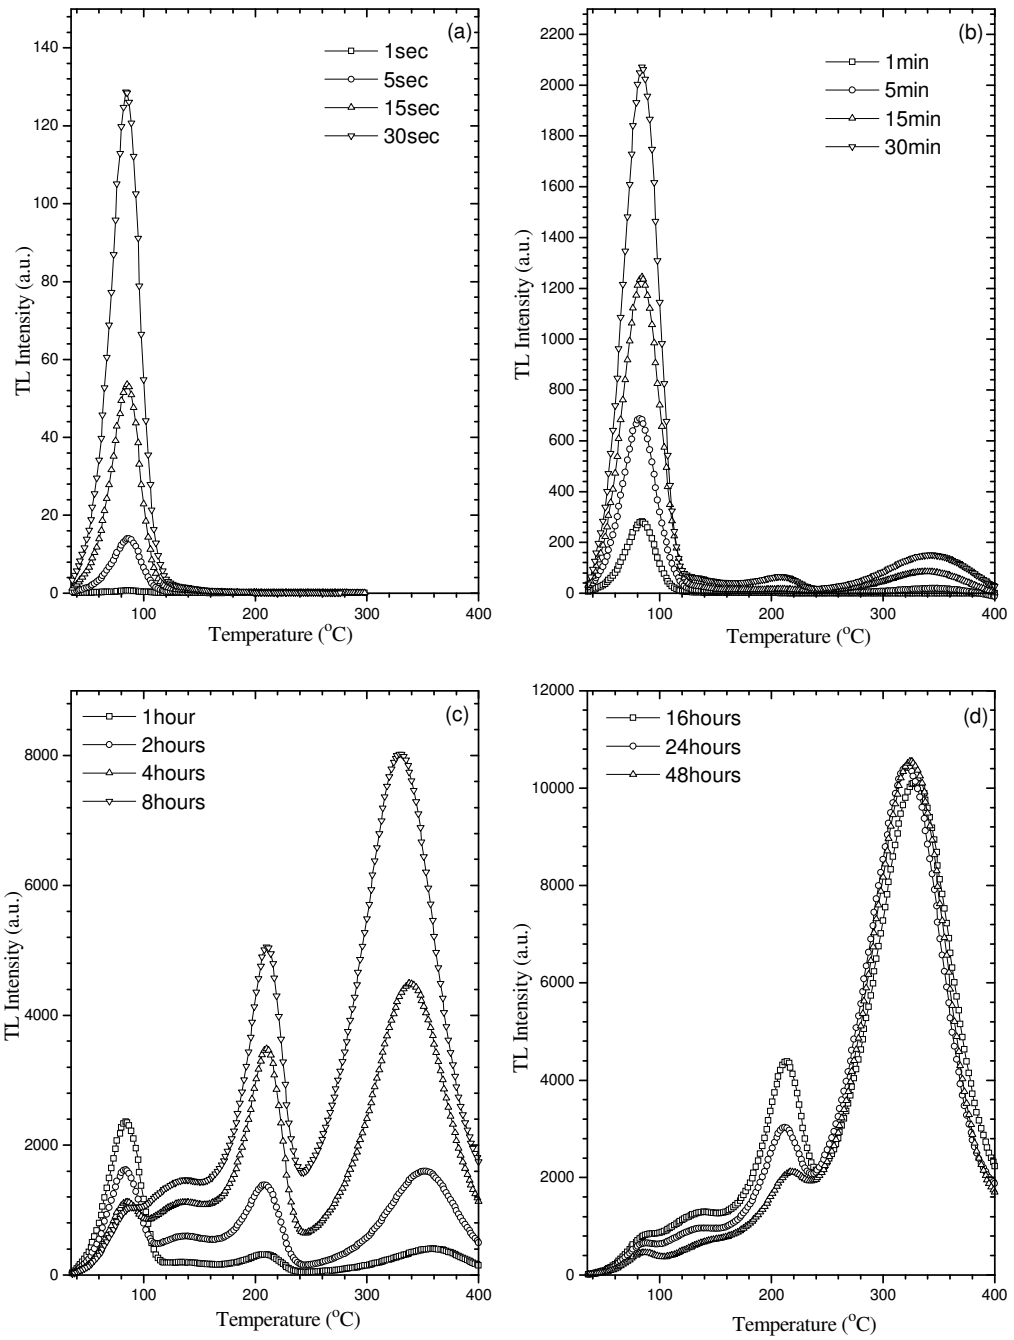 (a)
1sec
5sec
15sec
30sec
140
120
100
80
60
40
20
0
100 200 300 400
TL Intensity (a.u.)
Temperature (°C)
(b)
1min
5min
15min
30min
2200
2000
1800
1600
1400
1200
1000
800
600
400
200
0
100 200 300 400
TL Intensity (a.u.)
Temperature (°C)
(c)
1hour
2hours
4hours
8hours
8000
6000
4000
2000
0
100 200 300 400
TL Intensity (a.u.)
Temperature (°C)
(d)
16hours
24hours
48hours
12000
10000
8000
6000
4000
2000
0
100 200 300 400
TL Intensity (a.u.)
Temperature (°C)